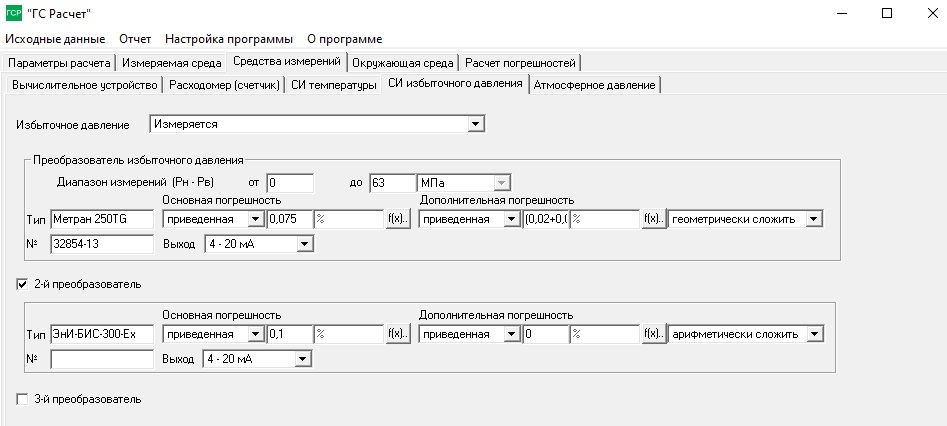 ГСР "ГС Расчет"
Исходные данные Отчет Настройка программы О программе
Параметры расчета Измеряемая среда Средства измерений Окружающая среда Расчет погрешностей
Вычислительное устройство Расходомер (счетчик) СИ температуры СИ избыточного давления Атмосферное давление
Избыточное давление Измеряется
Преобразователь избыточного давления
Диапазон измерений (Рн - Рв) от 0 до 63 МПа
Основная погрешность Дополнительная погрешность
Тип Метран 250TG приведенная 0,075 % f(x).. приведенная (0,02+0,( % f(x).. геометрически сложить
№ 32854-13 Выход 4 - 20 мА
2-й преобразователь
Основная погрешность Дополнительная погрешность
Тип ЭнИ-БИС-300-Ех приведенная 0,1 % f(x).. приведенная 0 % f(x).. арифметически сложить
№ Выход 4 - 20 мА
3-й преобразователь